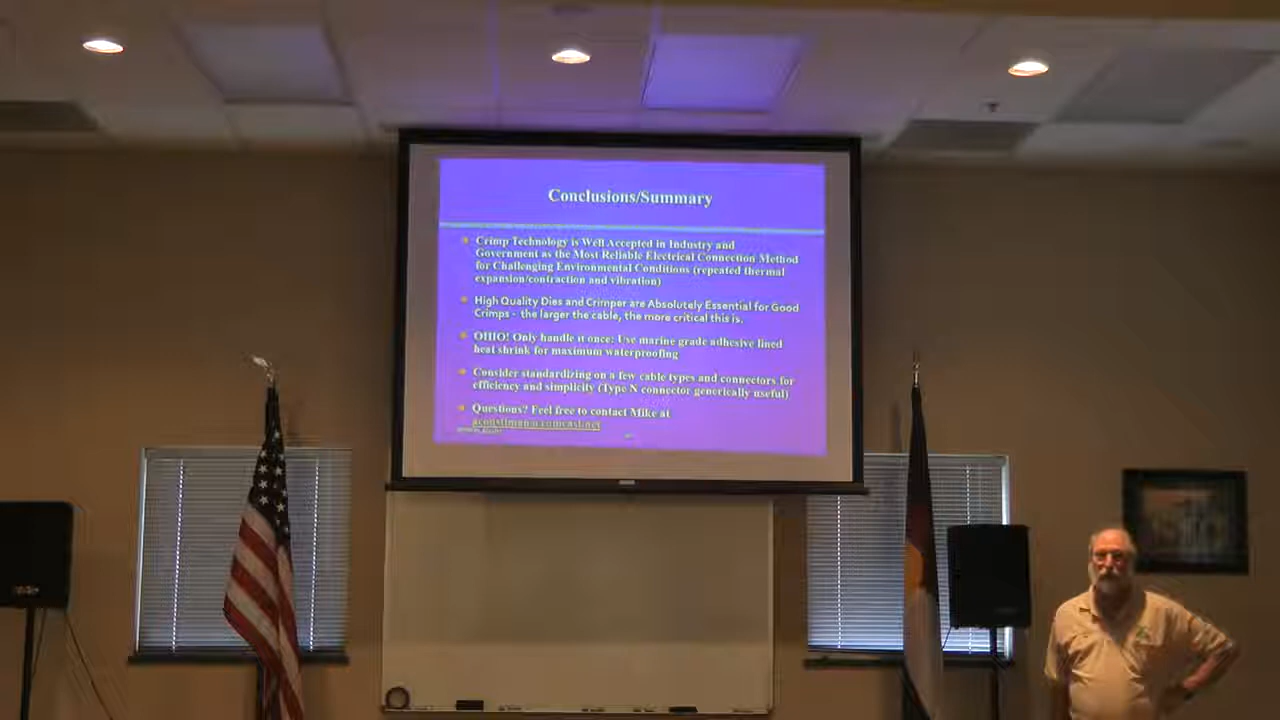 Conclusions/Summary
Crimp Technology is Well Accepted in Industry and
Government as the Most Reliable Electrical Connection Method
for Challenging Environmental Conditions (repeated thermal
expansion/contraction and vibration)
High Quality Dies and Crimper are Absolutely Essential for Good
Crimps - the larger the cable, the more critical this is.
OHIO! Only handle it once: Use marine grade adhesive lined
heat shrink for maximum waterproofing
Consider standardizing on a few cable types and connectors for
efficiency and simplicity (Type N connector generically useful)
Questions? Feel free to contact Mike at